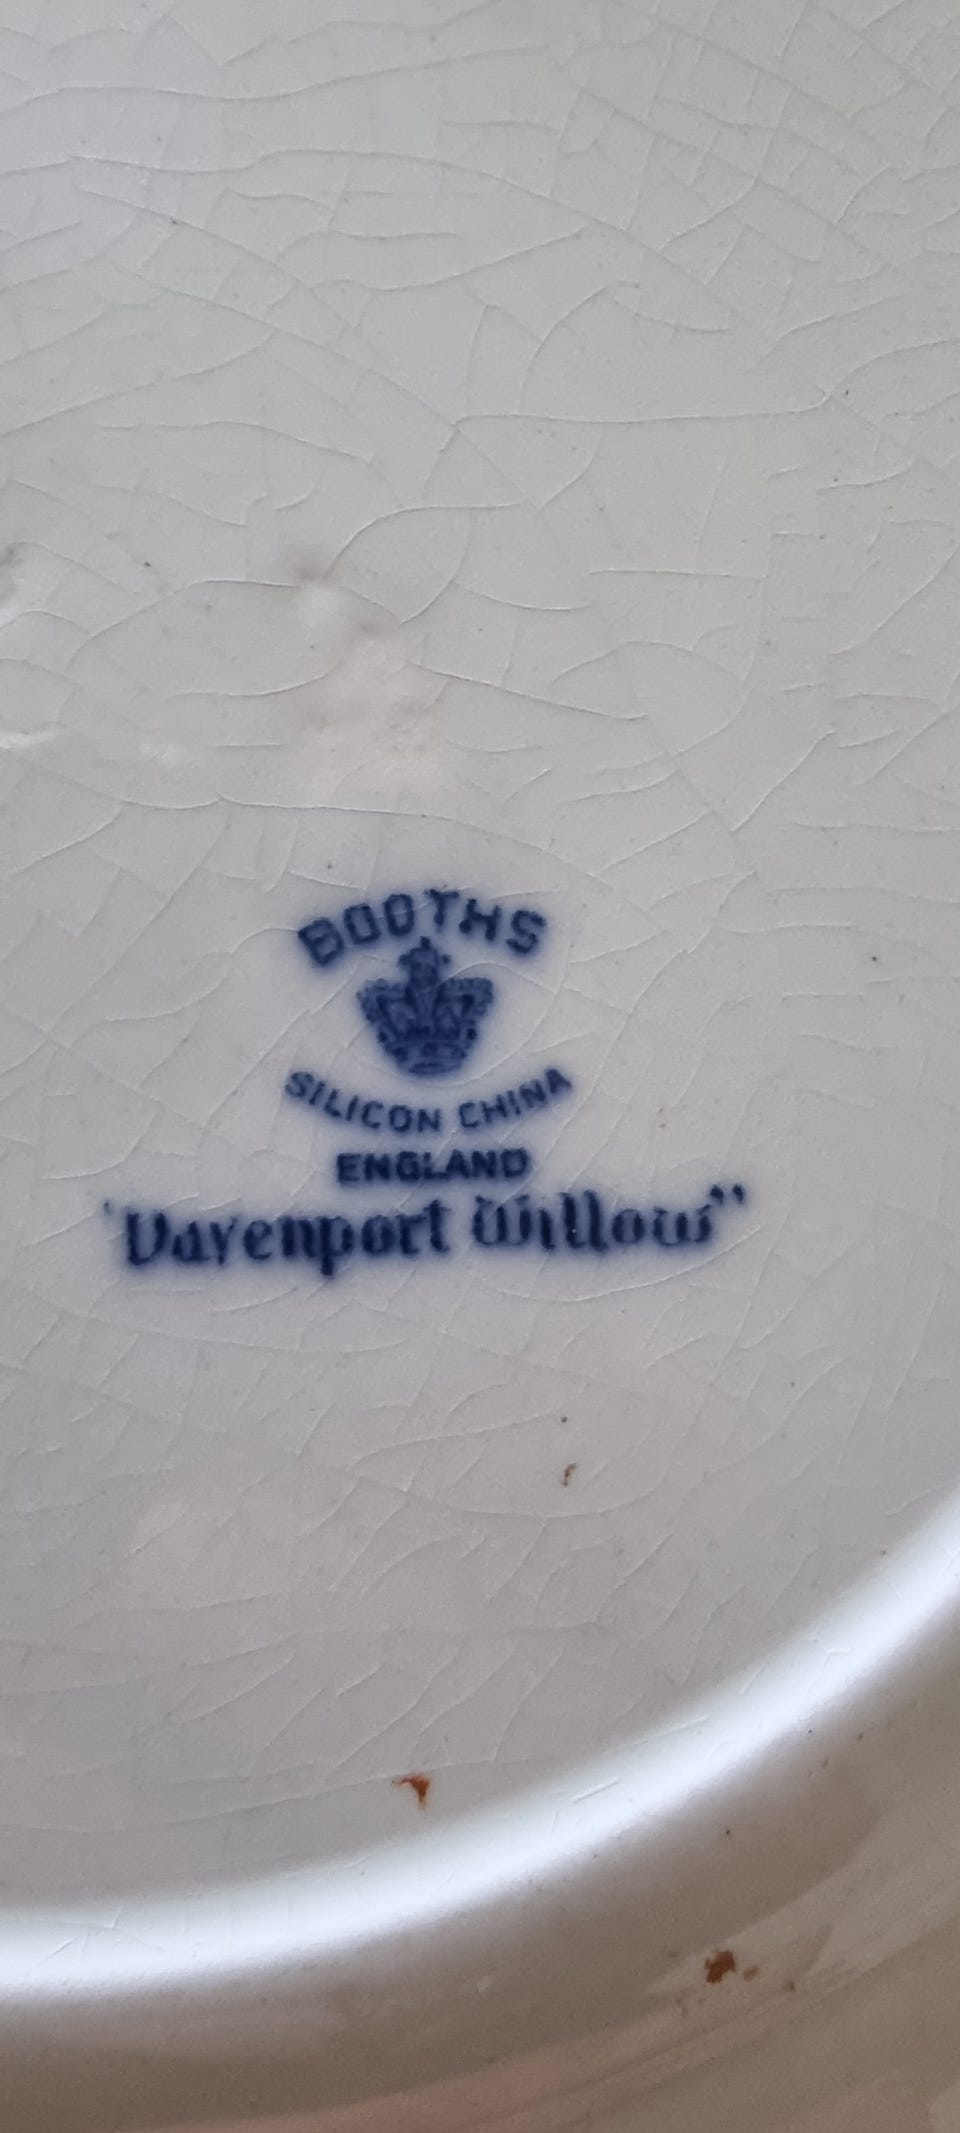 BOOTHS
SILICON CHINA
ENGLAND
"Davenport Willow"